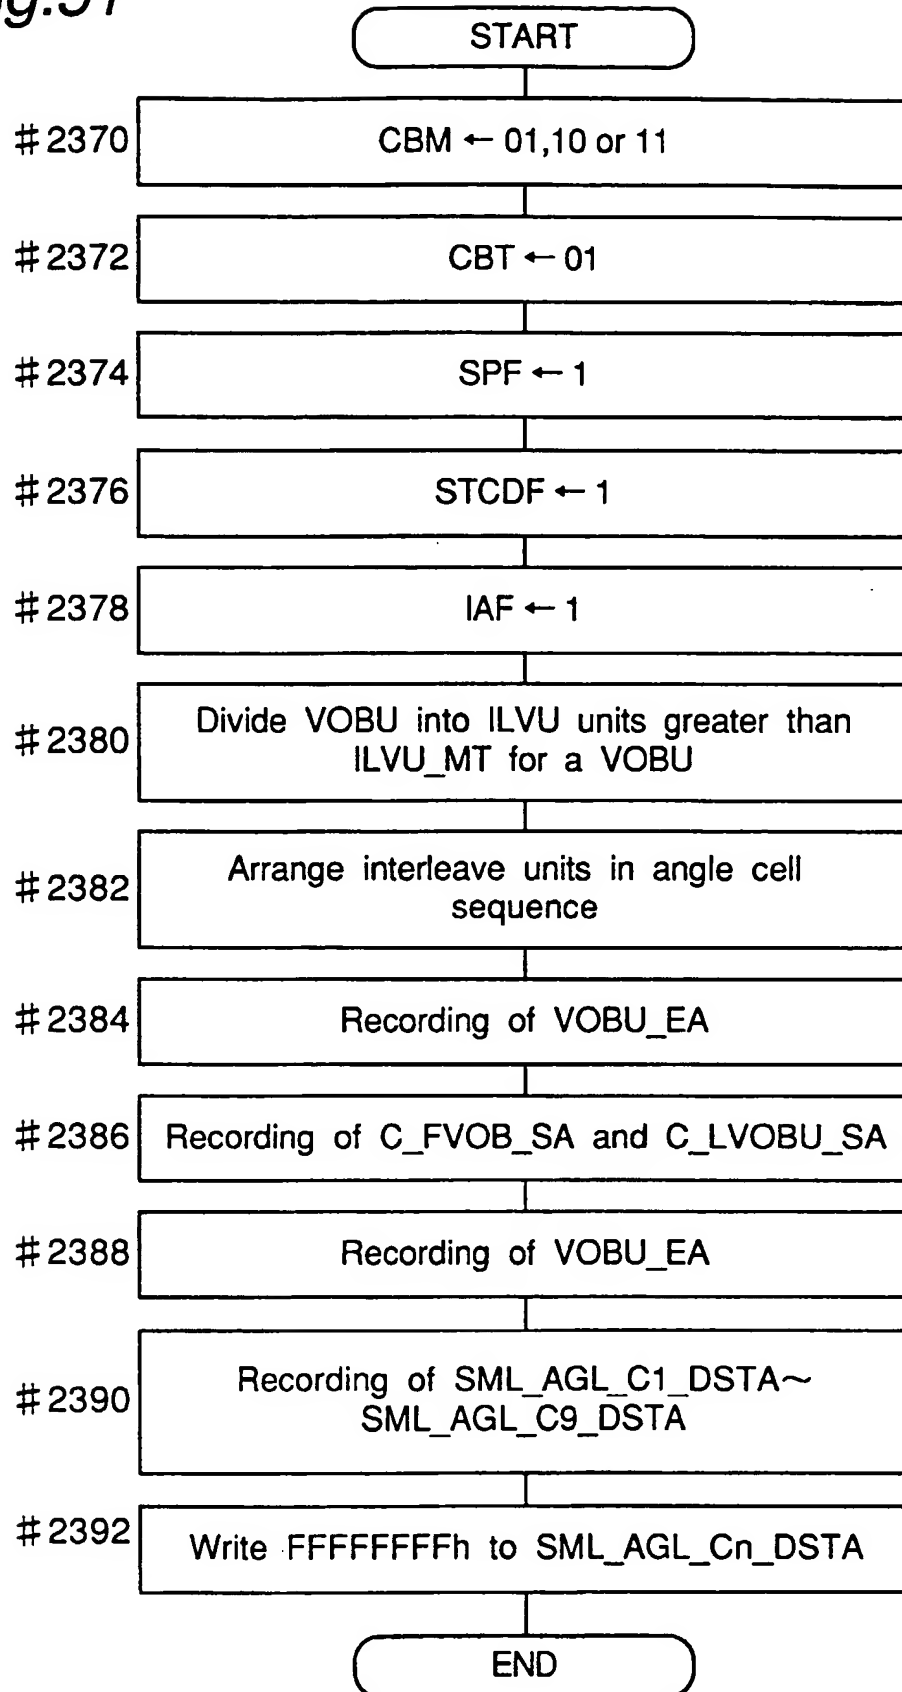 START
#2370
CBM ← 01,10 or 11
#2372
CBT ← 01
#2374
SPF ← 1
#2376
STCDF ← 1
#2378
IAF ← 1
#2380
Divide VOBU into ILVU units greater than
ILVU_MT for a VOBU
#2382
Arrange interleave units in angle cell
sequence
#2384
Recording of VOBU_EA
#2386
Recording of C_FVOB_SA and C_LVOBU_SA
#2388
Recording of VOBU_EA
#2390
Recording of SML_AGL_C1_DSTA~
SML_AGL_C9_DSTA
#2392
Write FFFFFFFFh to SML_AGL_Cn_DSTA
END